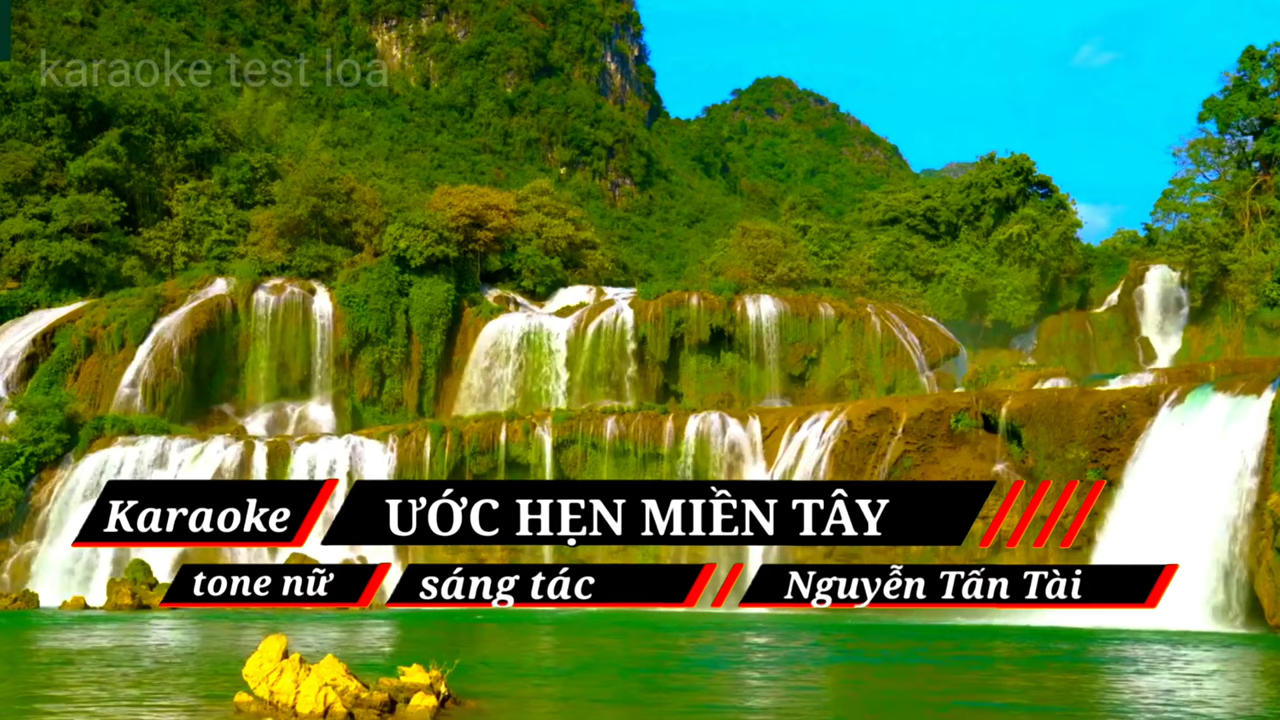 karaoke test loa
Karaoke ƯỚC HẸN MIỀN TÂY
tone nữ sáng tác Nguyễn Tấn Tài